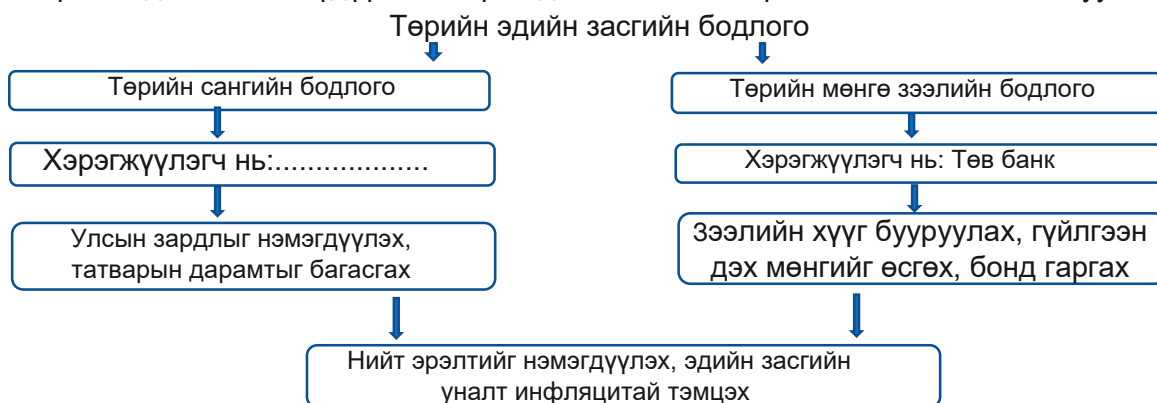 Төрийн эдийн засгийн бодлого
Төрийн сангийн бодлого
Төрийн мөнгө зээлийн бодлого
Хэрэгжүүлэгч нь:...................
Хэрэгжүүлэгч нь: Төв банк
Улсын зардлыг нэмэгдүүлэх,
татварын дарамтыг багасгах
Зээлийн хүүг бууруулах, гүйлгээн
дэх мөнгийг өсгөх, бонд гаргах
Нийт эрэлтийг нэмэгдүүлэх, эдийн засгийн
уналт инфляцитай тэмцэх